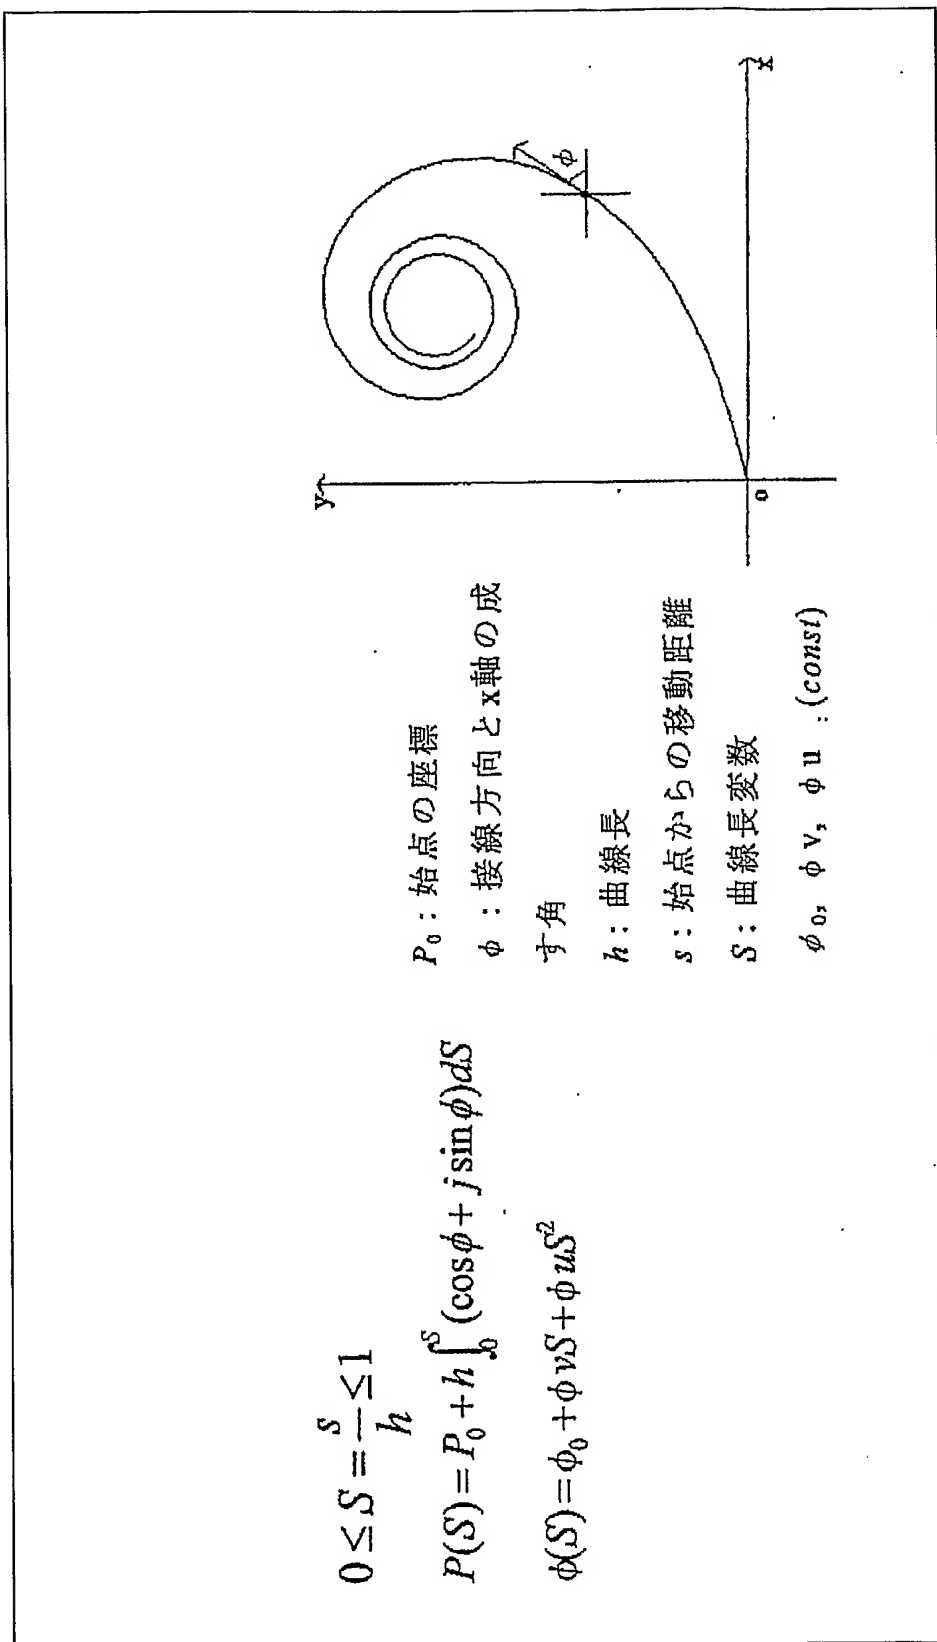 0≤S=s/h≤1
P(S)=P₀+h∫₀ˢ(cosφ+j sinφ)dS
φ(S)=φ₀+φvS+φuS²
P₀：始点の座標
φ：接線方向とx軸の成
す角
h：曲線長
s：始点からの移動距離
S：曲線長変数
φ₀, φv, φu :(const)
y
x
o
φ